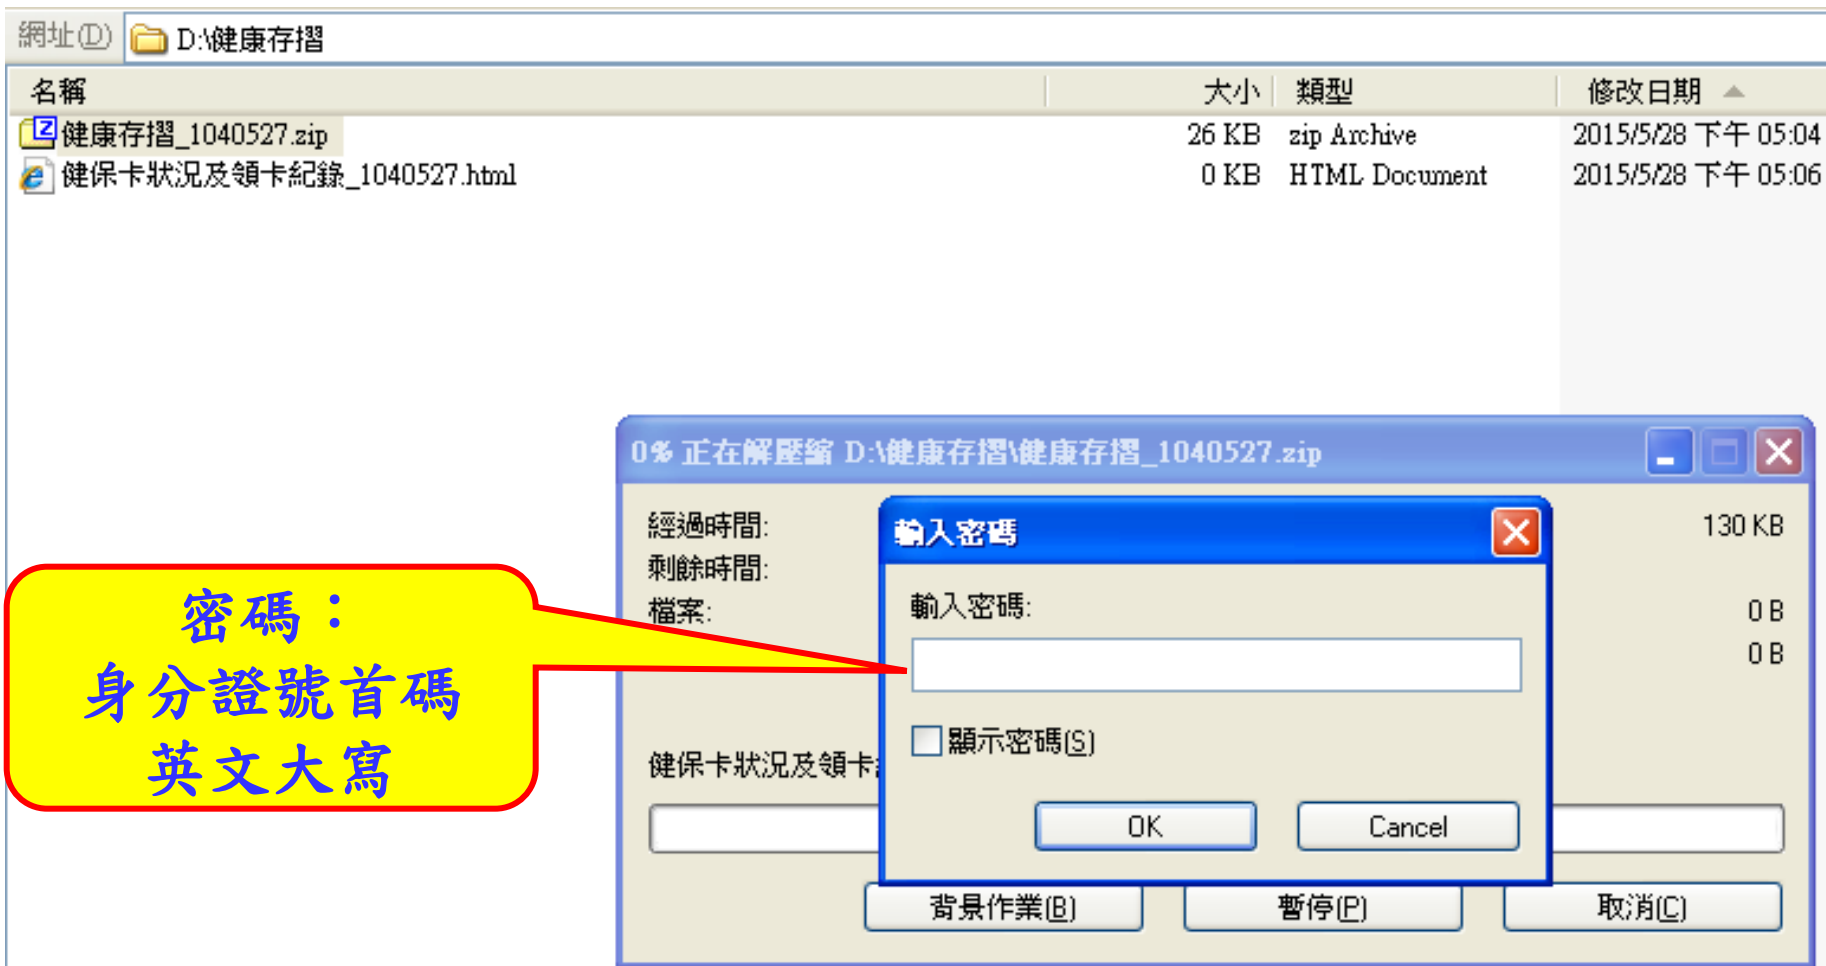 網址(D) D:\健康存摺
名稱 大小 類型 修改日期
健康存摺_1040527.zip 26 KB zip Archive 2015/5/28 下午 05:04
健保卡狀況及領卡紀錄_1040527.html 0 KB HTML Document 2015/5/28 下午 05:06
0% 正在解壓縮 D:\健康存摺\健康存摺_1040527.zip
經過時間: 130 KB
剩餘時間:
檔案: 0 B
0 B
健保卡狀況及領卡
背景作業(B) 暫停(P) 取消(C)
輸入密碼
輸入密碼:
顯示密碼(S)
OK Cancel
密碼：
身分證號首碼
英文大寫